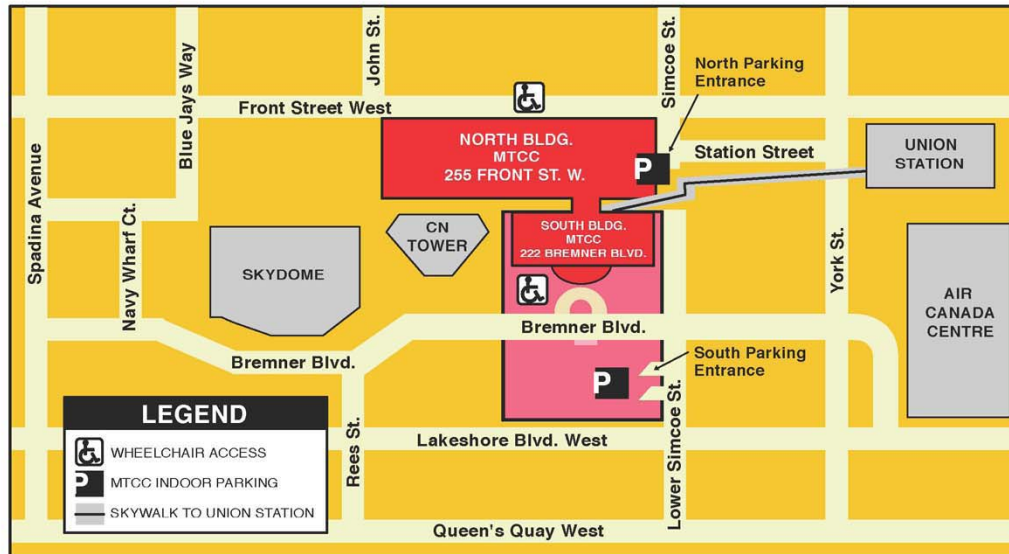 Spadina Avenue
Blue Jays Way
John St.
Simcoe St.
North Parking
Entrance
Front Street West
NORTH BLDG.
MTCC
255 FRONT ST. W.
P
Station Street
UNION
STATION
Navy Wharf Ct.
SKYDOME
CN
TOWER
SOUTH BLDG.
MTCC
222 BREMNER BLVD.
York St.
AIR
CANADA
CENTRE
Bremner Blvd.
Bremner Blvd.
South Parking
Entrance
P
Rees St.
Lower Simcoe St.
Lakeshore Blvd. West
LEGEND
WHEELCHAIR ACCESS
P MTCC INDOOR PARKING
SKYWALK TO UNION STATION
Queen's Quay West